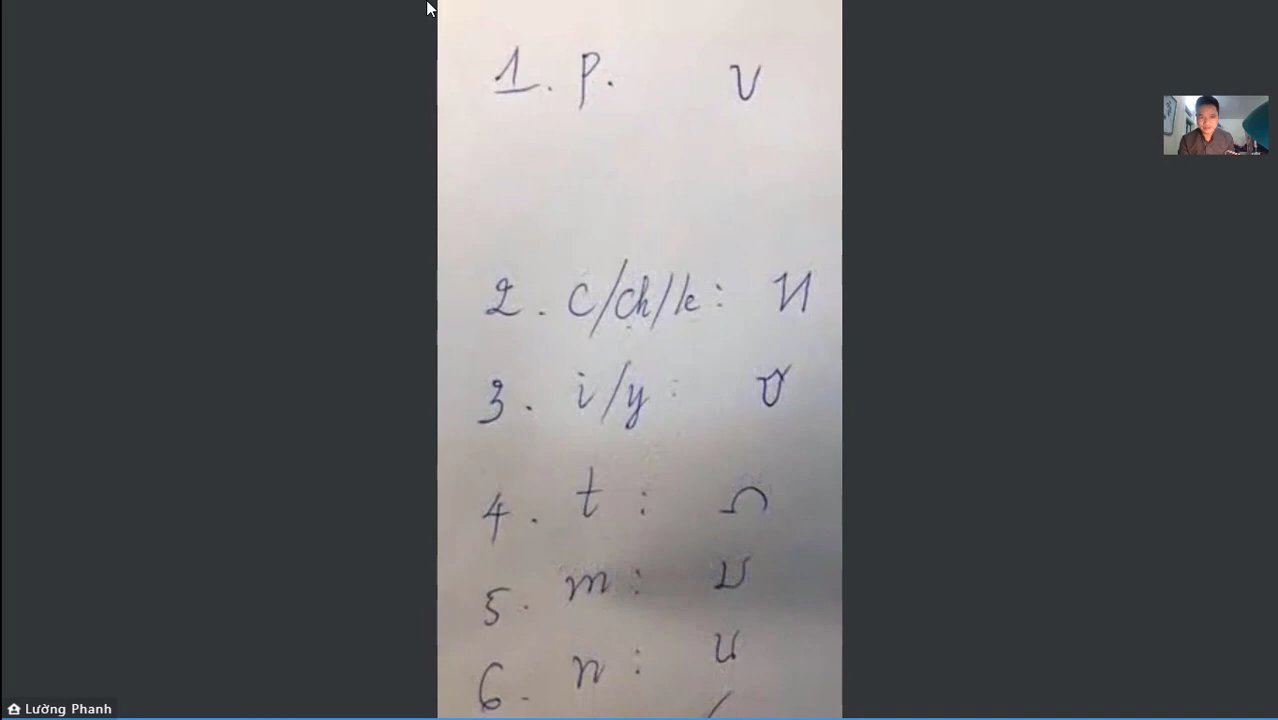 1. p. ꪚ
2. c/ch/k: ꪀ
3. i/y: ꪥ
4. t: ꪒ
5. m: ꪣ
6. n: ꪙ
Lường Phanh